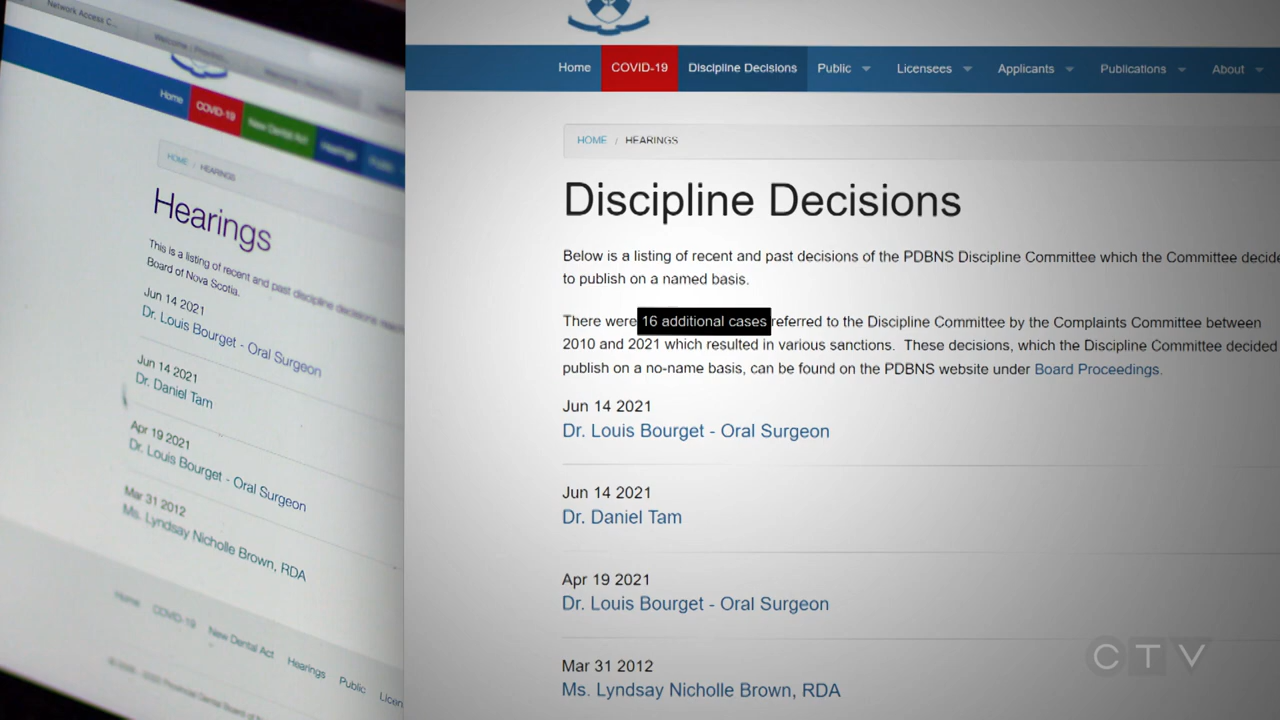 Network Access C...
Home COVID-19 New Dental Act Hearings Public
HOME / HEARINGS
Hearings
This is a listing of recent and past discipline decisions
Board of Nova Scotia.
Jun 14 2021
Dr. Louis Bourget - Oral Surgeon
Jun 14 2021
Dr. Daniel Tam
Apr 19 2021
Dr. Louis Bourget - Oral Surgeon
Mar 31 2012
Ms. Lyndsay Nicholle Brown, RDA
Home COVID-19 New Dental Act Hearings Public Licen
Home COVID-19 Discipline Decisions Public Licensees Applicants Publications About
HOME / HEARINGS
Discipline Decisions
Below is a listing of recent and past decisions of the PDBNS Discipline Committee which the Committee decide
to publish on a named basis.
There were 16 additional cases referred to the Discipline Committee by the Complaints Committee between
2010 and 2021 which resulted in various sanctions. These decisions, which the Discipline Committee decided
publish on a no-name basis, can be found on the PDBNS website under Board Proceedings.
Jun 14 2021
Dr. Louis Bourget - Oral Surgeon
Jun 14 2021
Dr. Daniel Tam
Apr 19 2021
Dr. Louis Bourget - Oral Surgeon
Mar 31 2012
Ms. Lyndsay Nicholle Brown, RDA
CTV